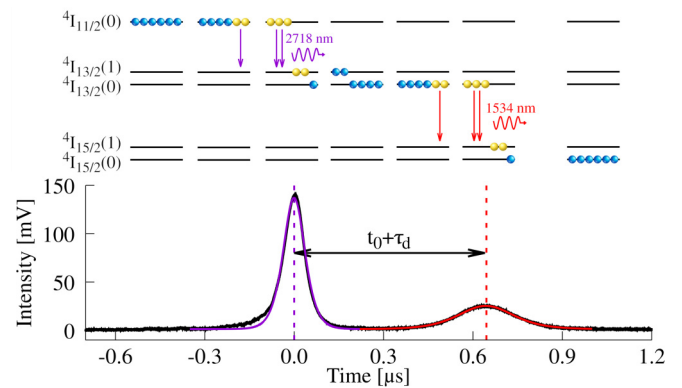 ⁴I₁₁/₂(0)
2718 nm
⁴I₁₃/₂(1)
⁴I₁₃/₂(0)
1534 nm
⁴I₁₅/₂(1)
⁴I₁₅/₂(0)
150
100
50
0
Intensity [mV]
t₀+τd
-0.6 -0.3 0.0 0.3 0.6 0.9 1.2
Time [µs]